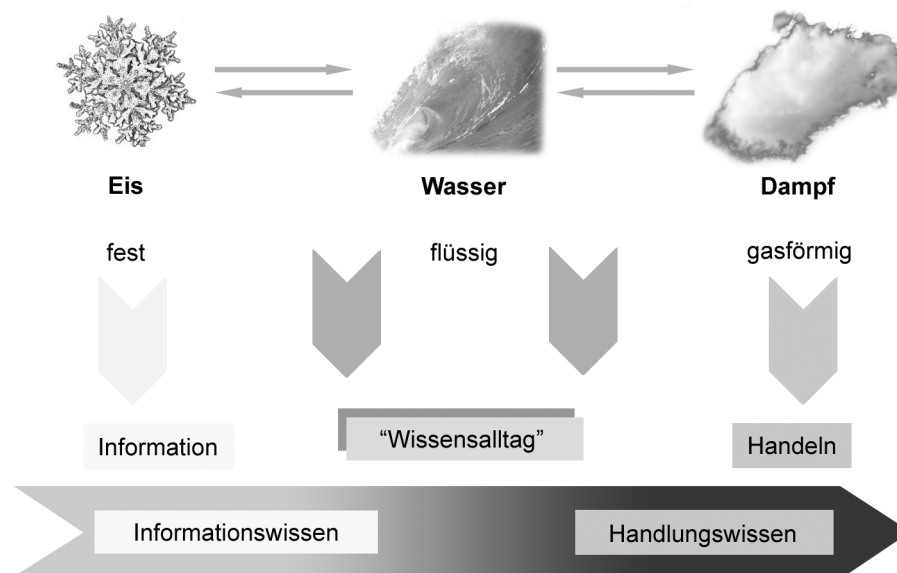 Eis
Wasser
Dampf
fest
flüssig
gasförmig
Information
“Wissensalltag”
Handeln
Informationswissen
Handlungswissen